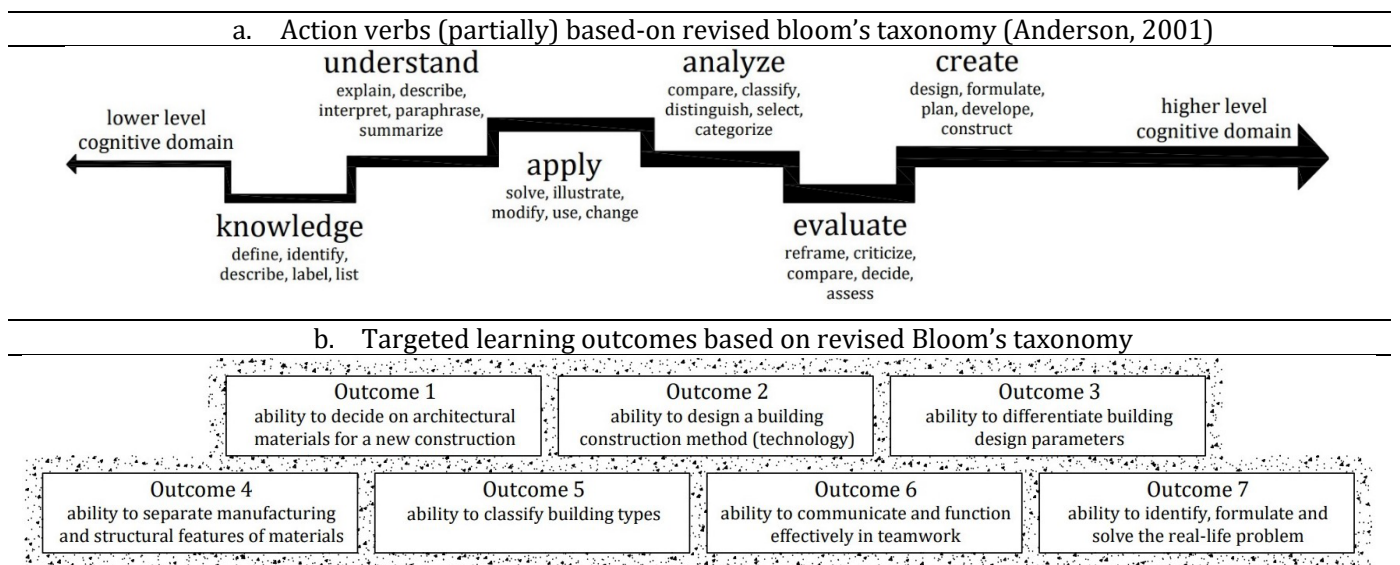 a. Action verbs (partially) based-on revised bloom’s taxonomy (Anderson, 2001)
lower level
cognitive domain
knowledge
define, identify,
describe, label, list
understand
explain, describe,
interpret, paraphrase,
summarize
apply
solve, illustrate,
modify, use, change
analyze
compare, classify,
distinguish, select,
categorize
evaluate
reframe, criticize,
compare, decide,
assess
create
design, formulate,
plan, develope,
construct
higher level
cognitive domain
b. Targeted learning outcomes based on revised Bloom’s taxonomy
Outcome 1
ability to decide on architectural
materials for a new construction
Outcome 2
ability to design a building
construction method (technology)
Outcome 3
ability to differentiate building
design parameters
Outcome 4
ability to separate manufacturing
and structural features of materials
Outcome 5
ability to classify building types
Outcome 6
ability to communicate and function
effectively in teamwork
Outcome 7
ability to identify, formulate and
solve the real-life problem